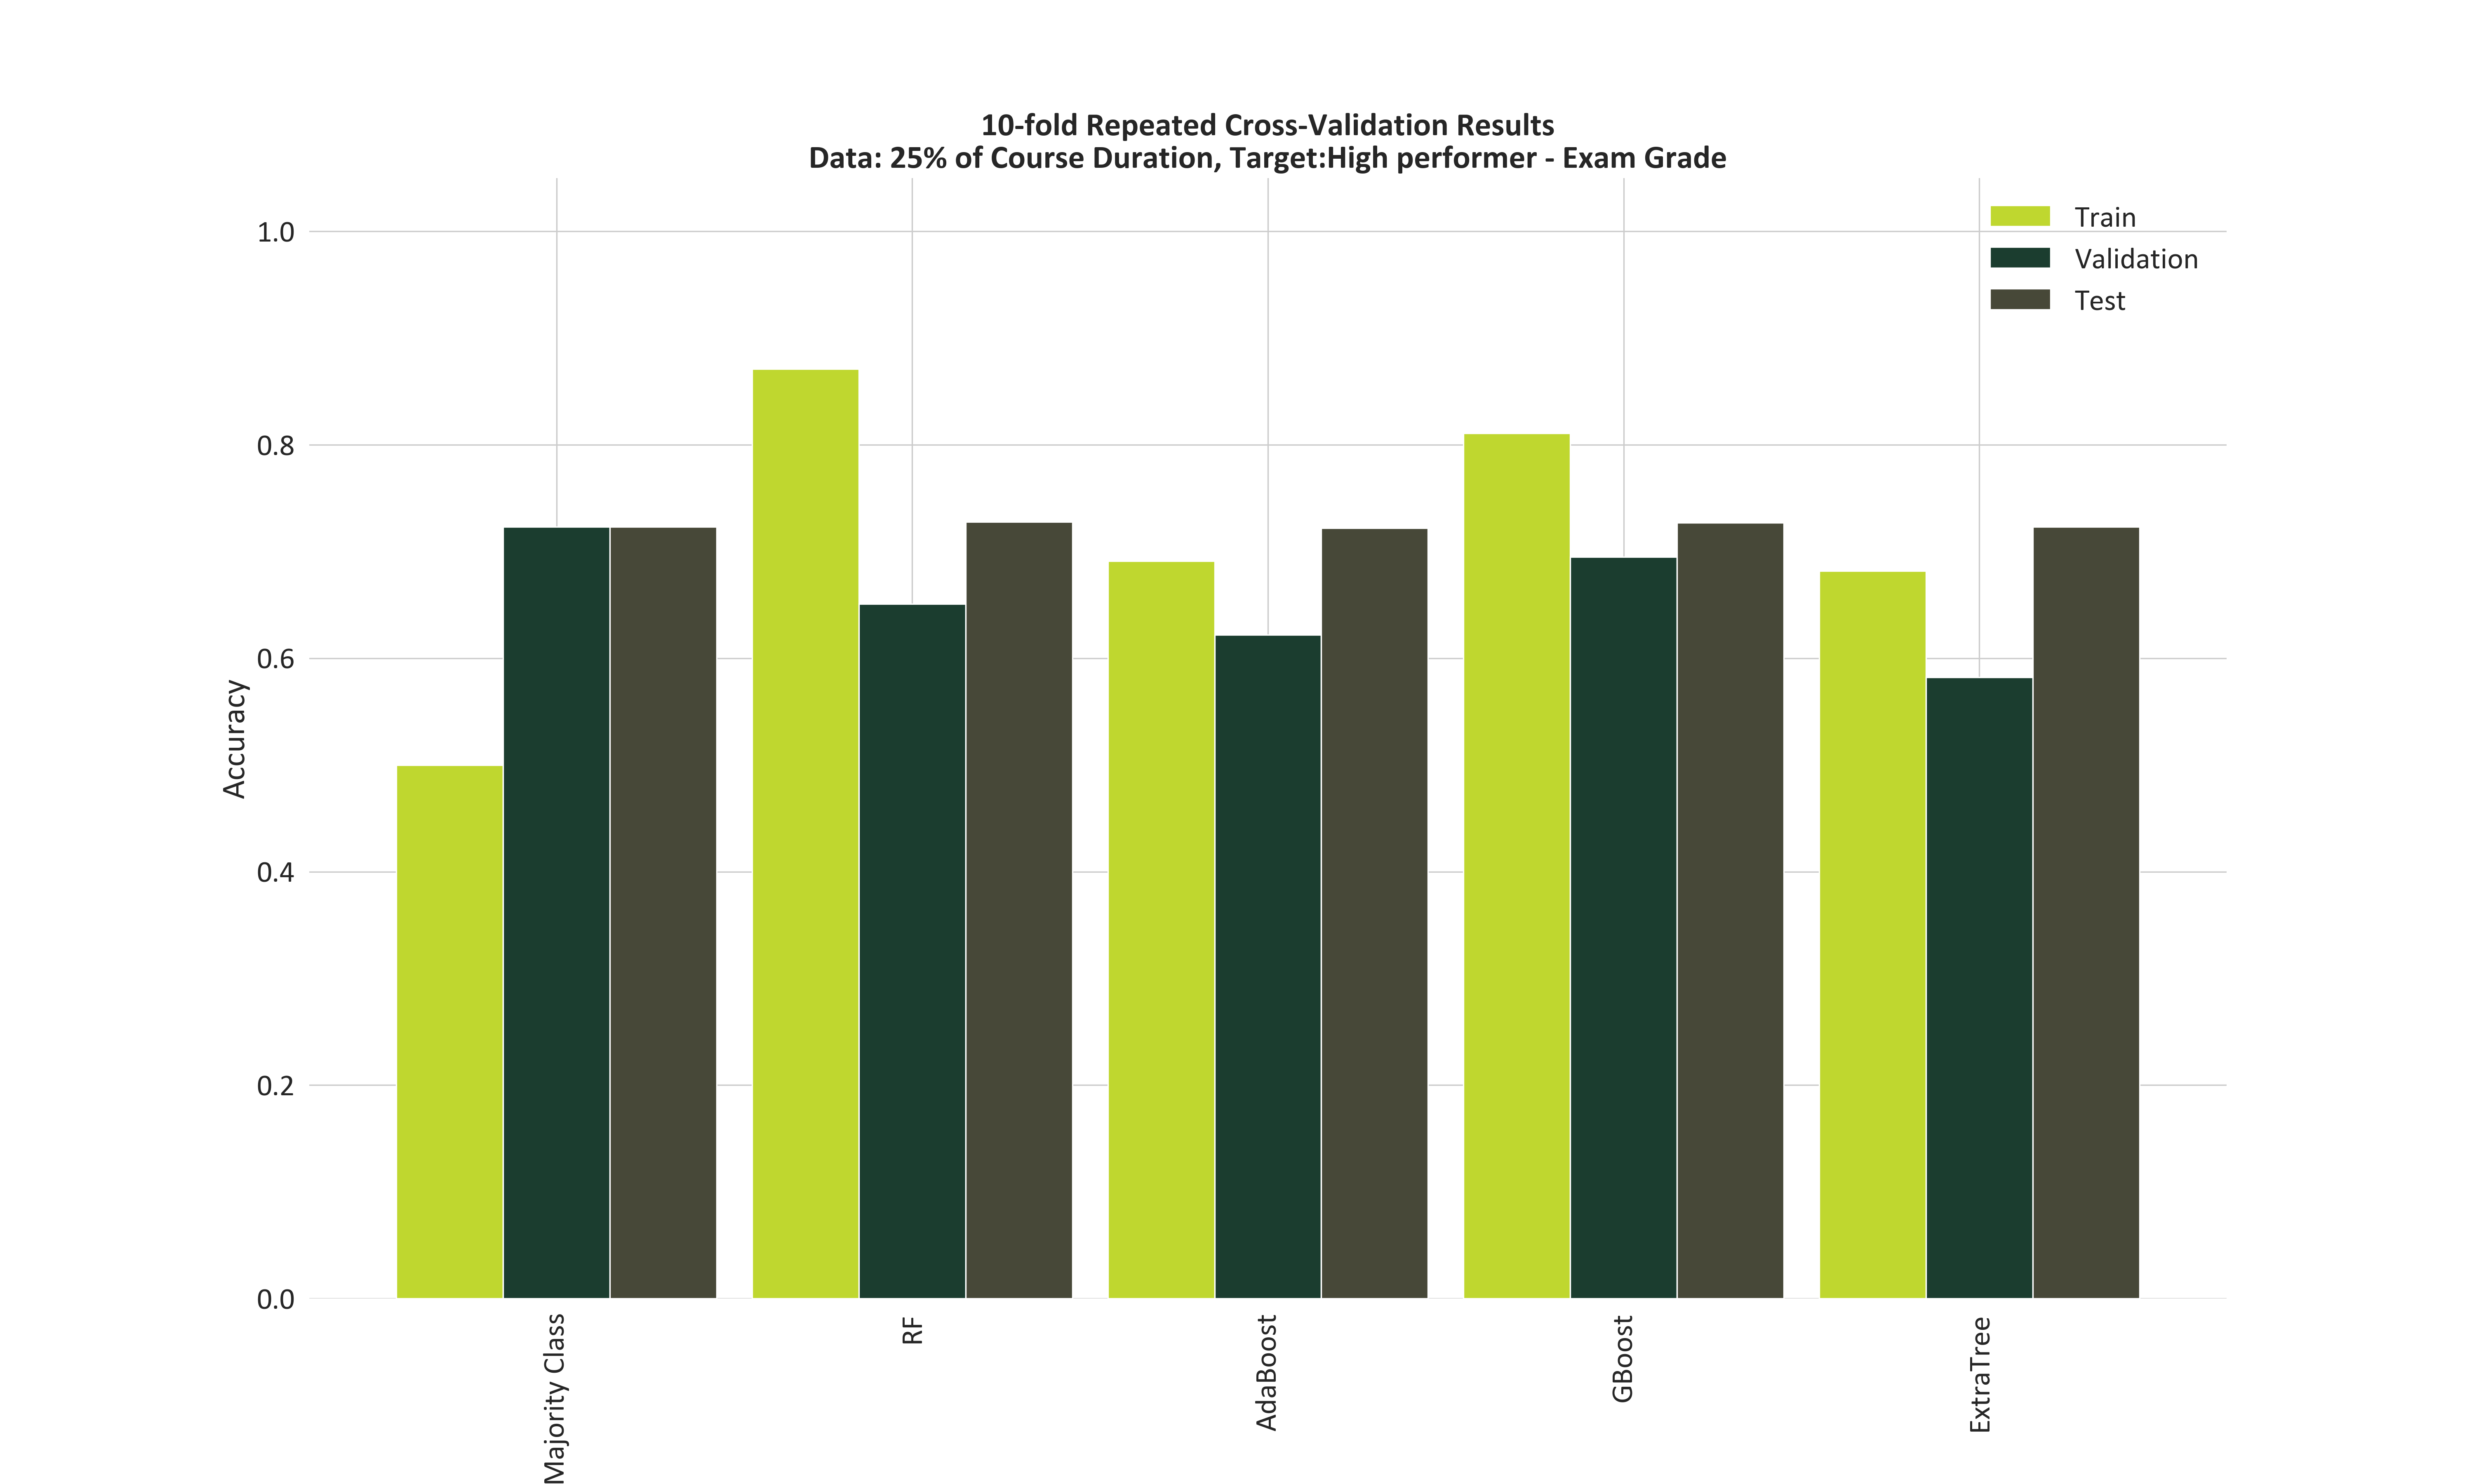 10-fold Repeated Cross-Validation Results
Data: 25% of Course Duration, Target:High performer - Exam Grade
Train
Validation
Test
1.0
0.8
0.6
0.4
0.2
0.0
Accuracy
Majority Class
RF
AdaBoost
GBoost
ExtraTree